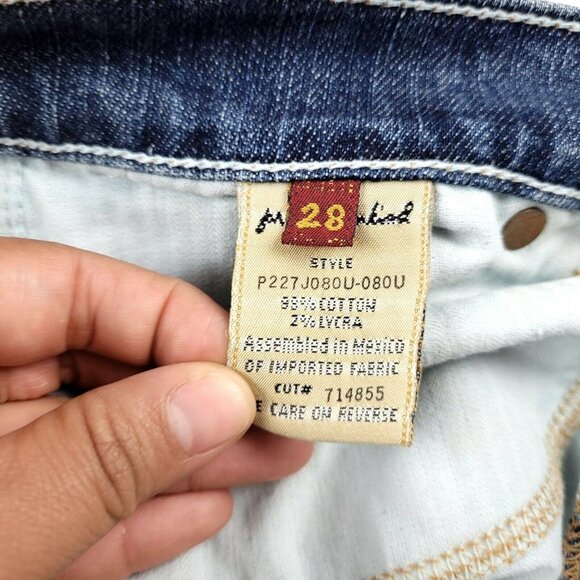 28
STYLE
P227J080U-080U
98% COTTON
2% LYCRA
Assembled in Mexico
OF IMPORTED FABRIC
CUT# 714855
E CARE ON REVERSE